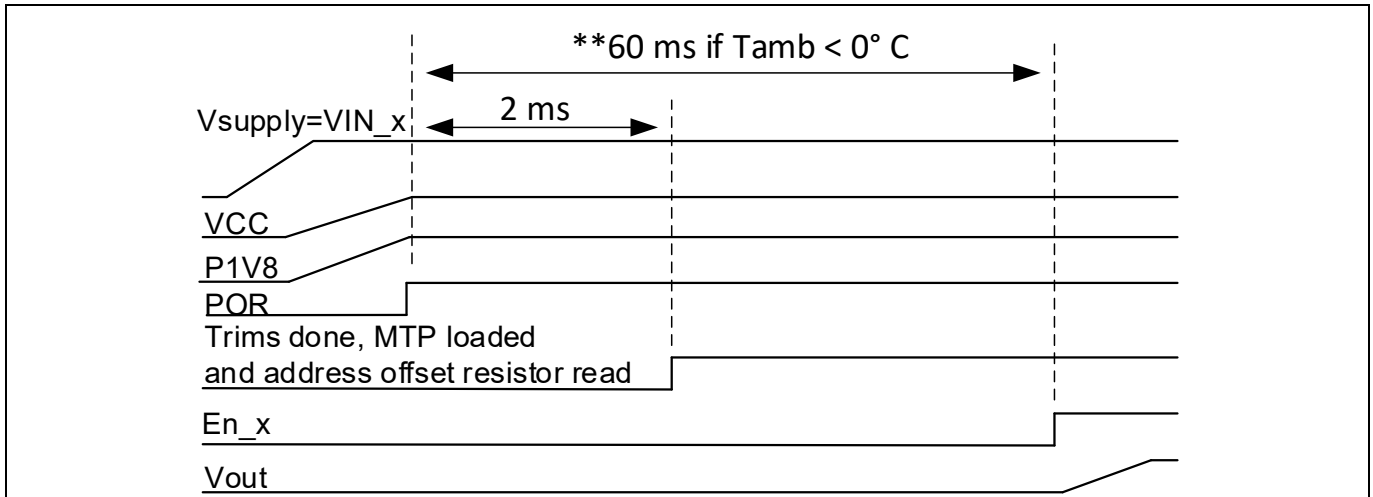 **60 ms if Tamb < 0° C
2 ms
Vsupply=VIN_x
VCC
P1V8
POR
Trims done, MTP loaded
and address offset resistor read
En_x
Vout